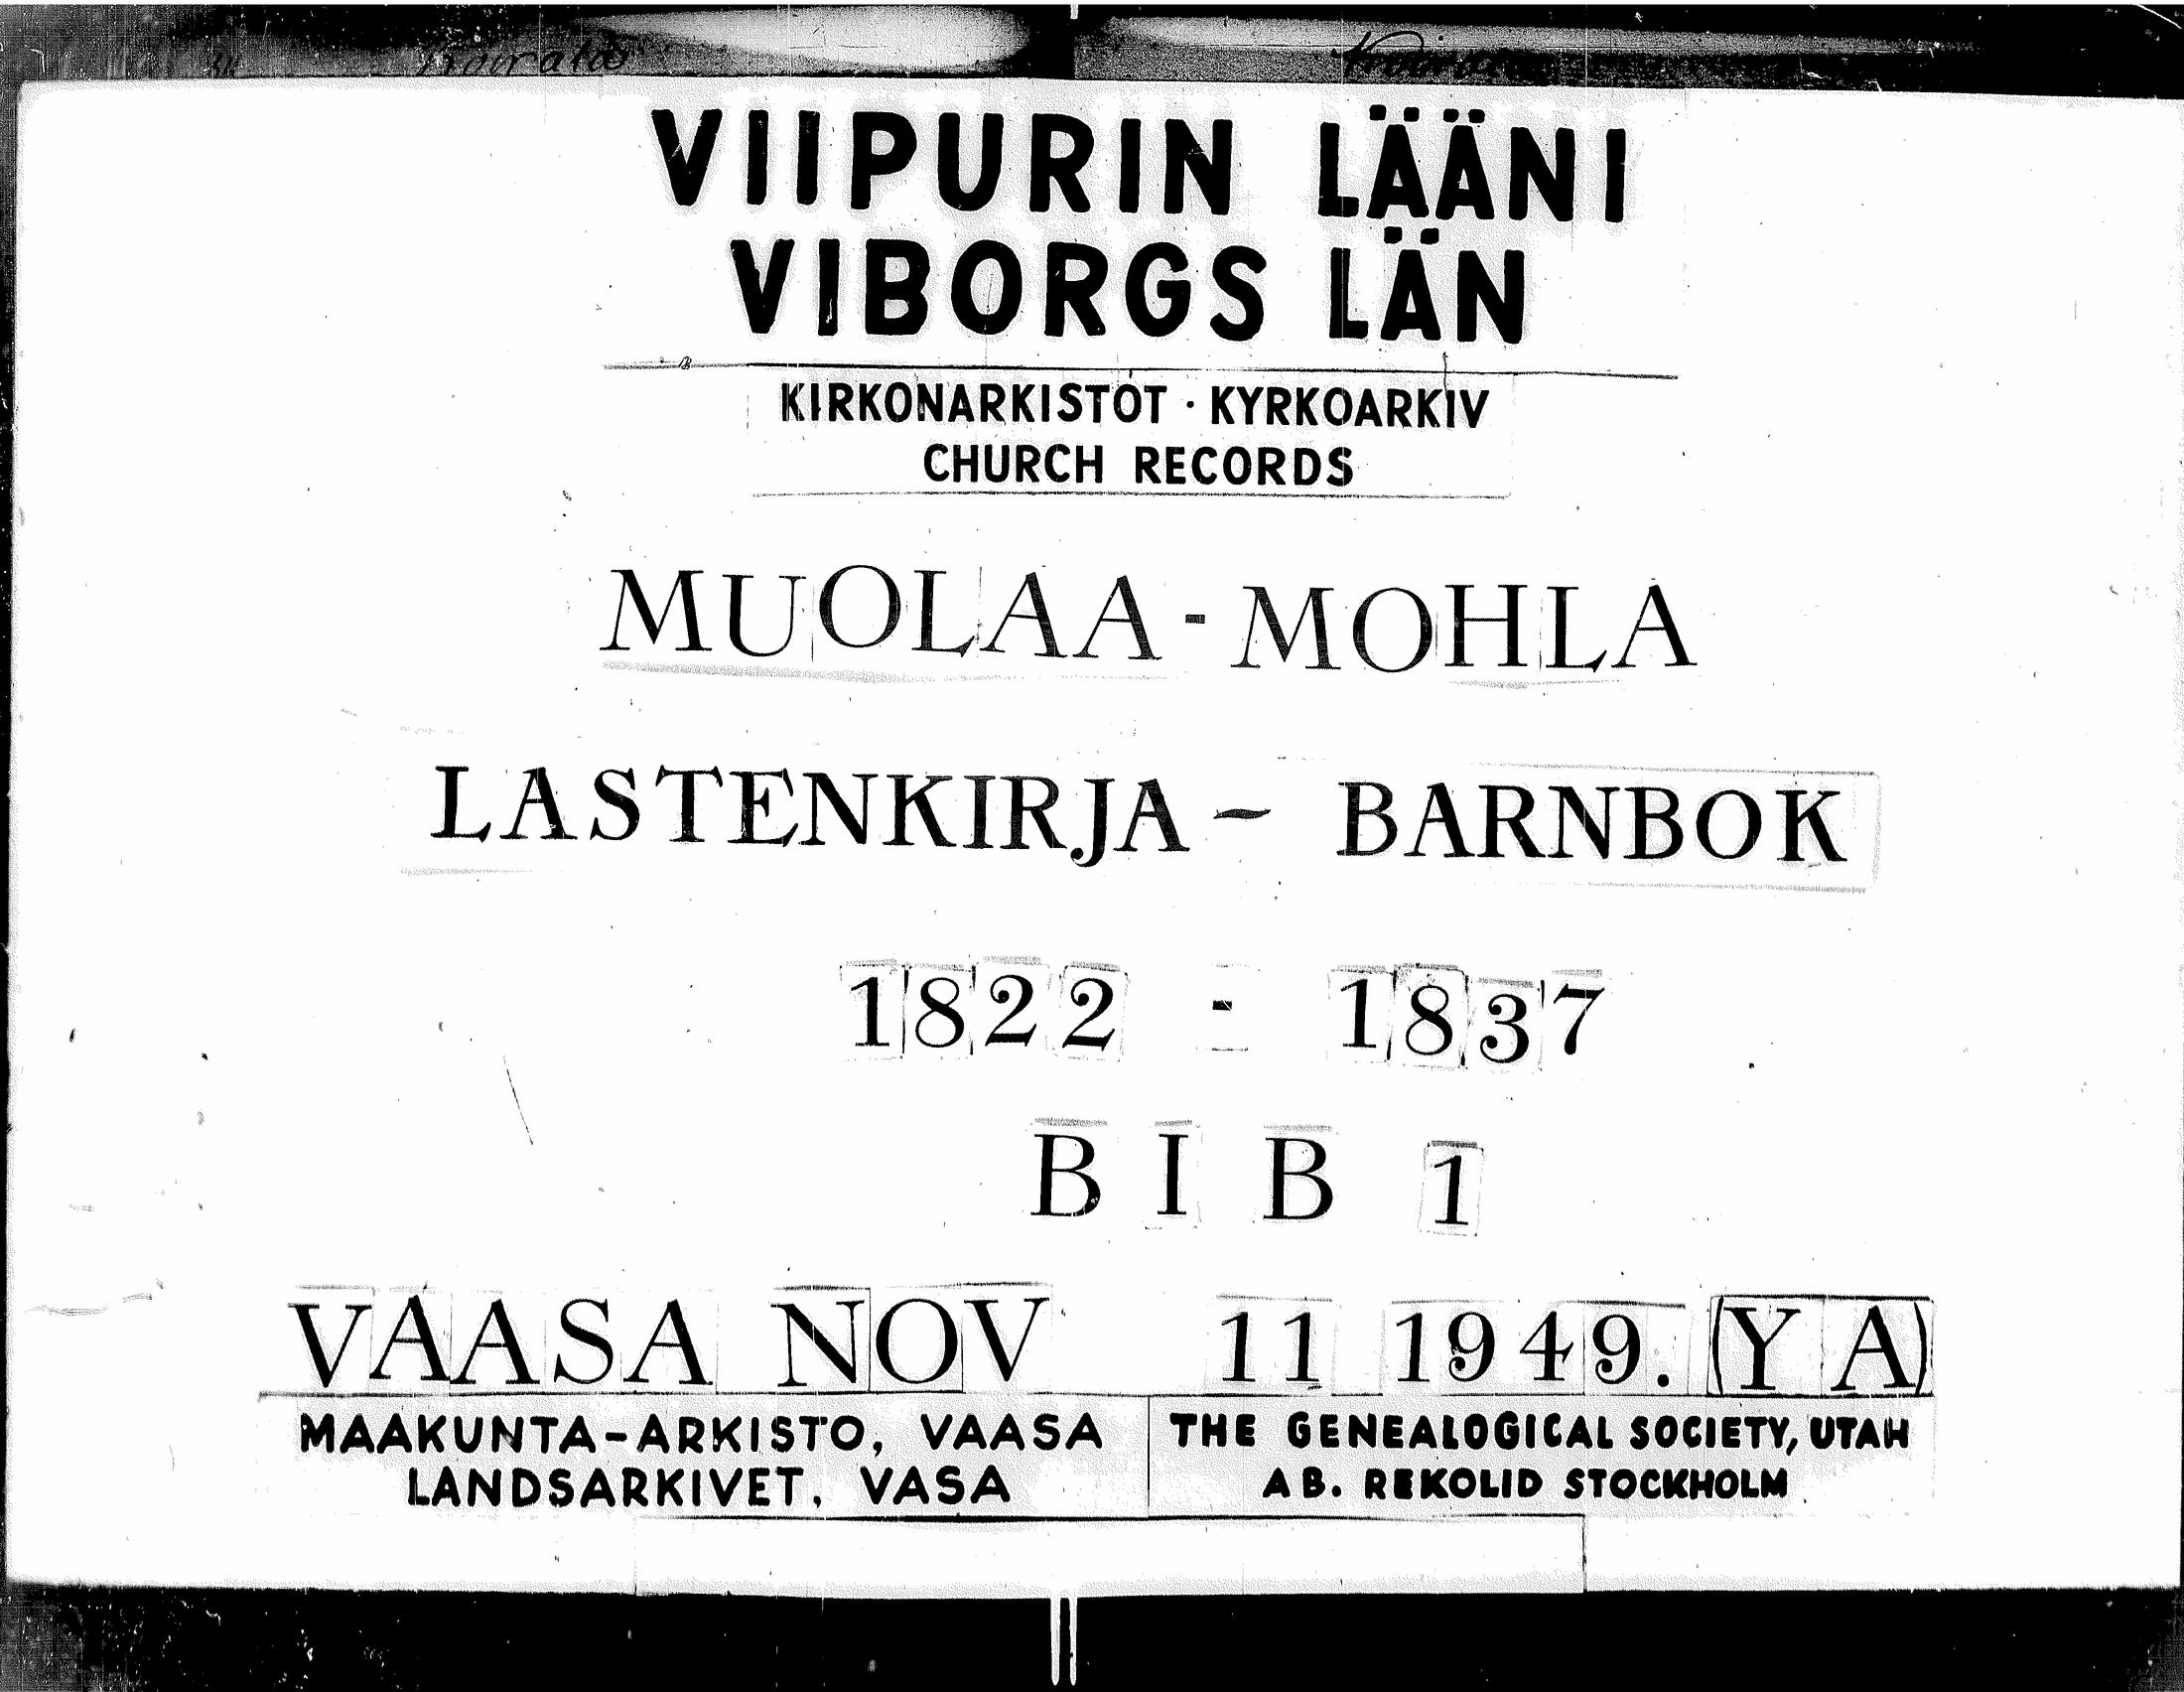 VIIPURIN LÄÄNI
VIBORGS LÄN
KIRKONARKISTOT · KYRKOARKIV
CHURCH RECORDS
MUOLAA - MOHLA
LASTENKIRJA - BARNBOK
1822 - 1837
B I B 1
VAASA NOV 11 1949. (Y A)
MAAKUNTA-ARKISTO, VAASA
LANDSARKIVET, VASA
THE GENEALOGICAL SOCIETY, UTAH
AB. REKOLID STOCKHOLM